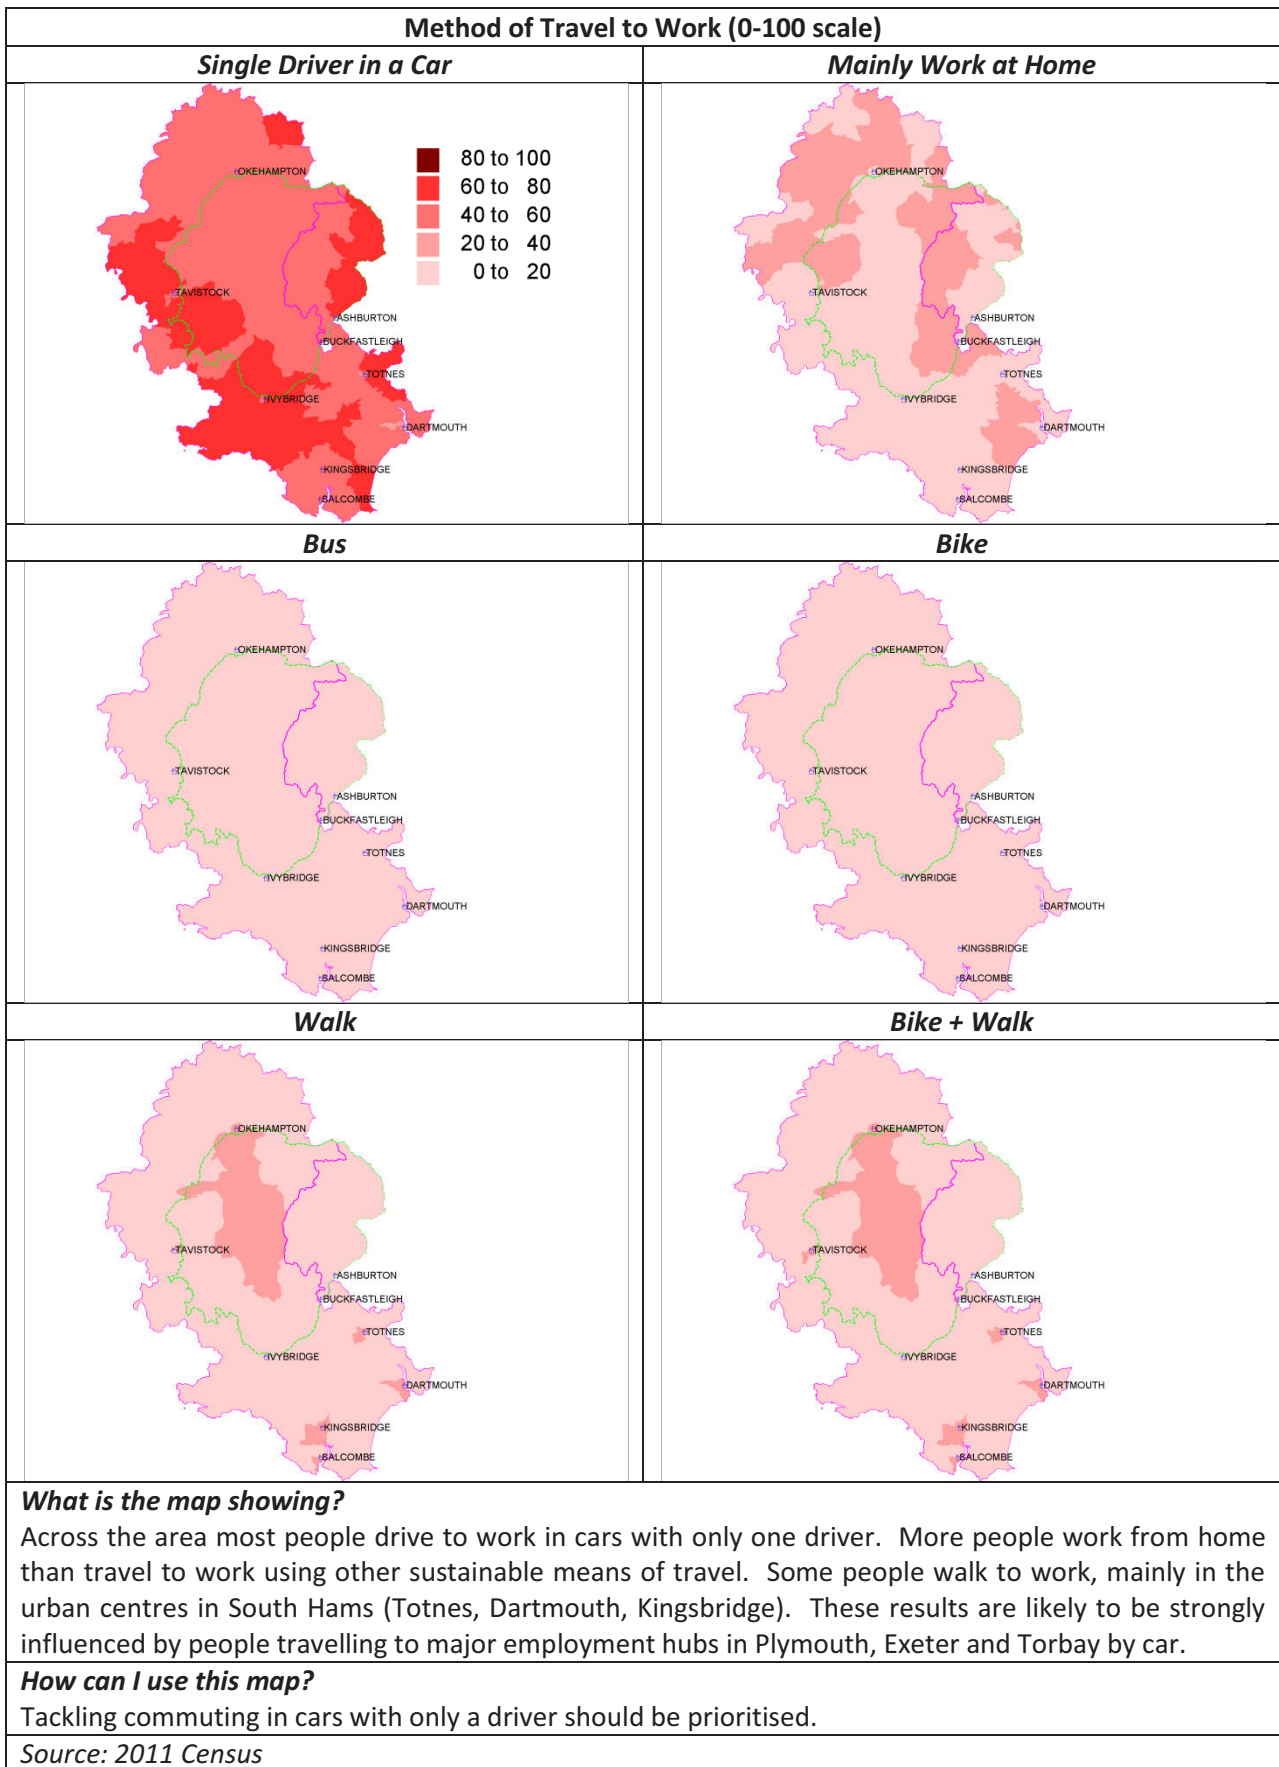 Method of Travel to Work (0-100 scale)
Single Driver in a Car
Mainly Work at Home
OKEHAMPTON
80 to 100
60 to 80
40 to 60
20 to 40
0 to 20
TAVISTOCK
ASHBURTON
BUCKFASTLEIGH
TOTNES
IVYBRIDGE
DARTMOUTH
KINGSBRIDGE
SALCOMBE
OKEHAMPTON
TAVISTOCK
ASHBURTON
BUCKFASTLEIGH
TOTNES
IVYBRIDGE
DARTMOUTH
KINGSBRIDGE
SALCOMBE
Bus
Bike
OKEHAMPTON
TAVISTOCK
ASHBURTON
BUCKFASTLEIGH
TOTNES
IVYBRIDGE
DARTMOUTH
KINGSBRIDGE
SALCOMBE
OKEHAMPTON
TAVISTOCK
ASHBURTON
BUCKFASTLEIGH
TOTNES
IVYBRIDGE
DARTMOUTH
KINGSBRIDGE
SALCOMBE
Walk
Bike + Walk
OKEHAMPTON
TAVISTOCK
ASHBURTON
BUCKFASTLEIGH
TOTNES
IVYBRIDGE
DARTMOUTH
KINGSBRIDGE
SALCOMBE
OKEHAMPTON
TAVISTOCK
ASHBURTON
BUCKFASTLEIGH
TOTNES
IVYBRIDGE
DARTMOUTH
KINGSBRIDGE
SALCOMBE
What is the map showing?
Across the area most people drive to work in cars with only one driver. More people work from home
than travel to work using other sustainable means of travel. Some people walk to work, mainly in the
urban centres in South Hams (Totnes, Dartmouth, Kingsbridge). These results are likely to be strongly
influenced by people travelling to major employment hubs in Plymouth, Exeter and Torbay by car.
How can I use this map?
Tackling commuting in cars with only a driver should be prioritised.
Source: 2011 Census